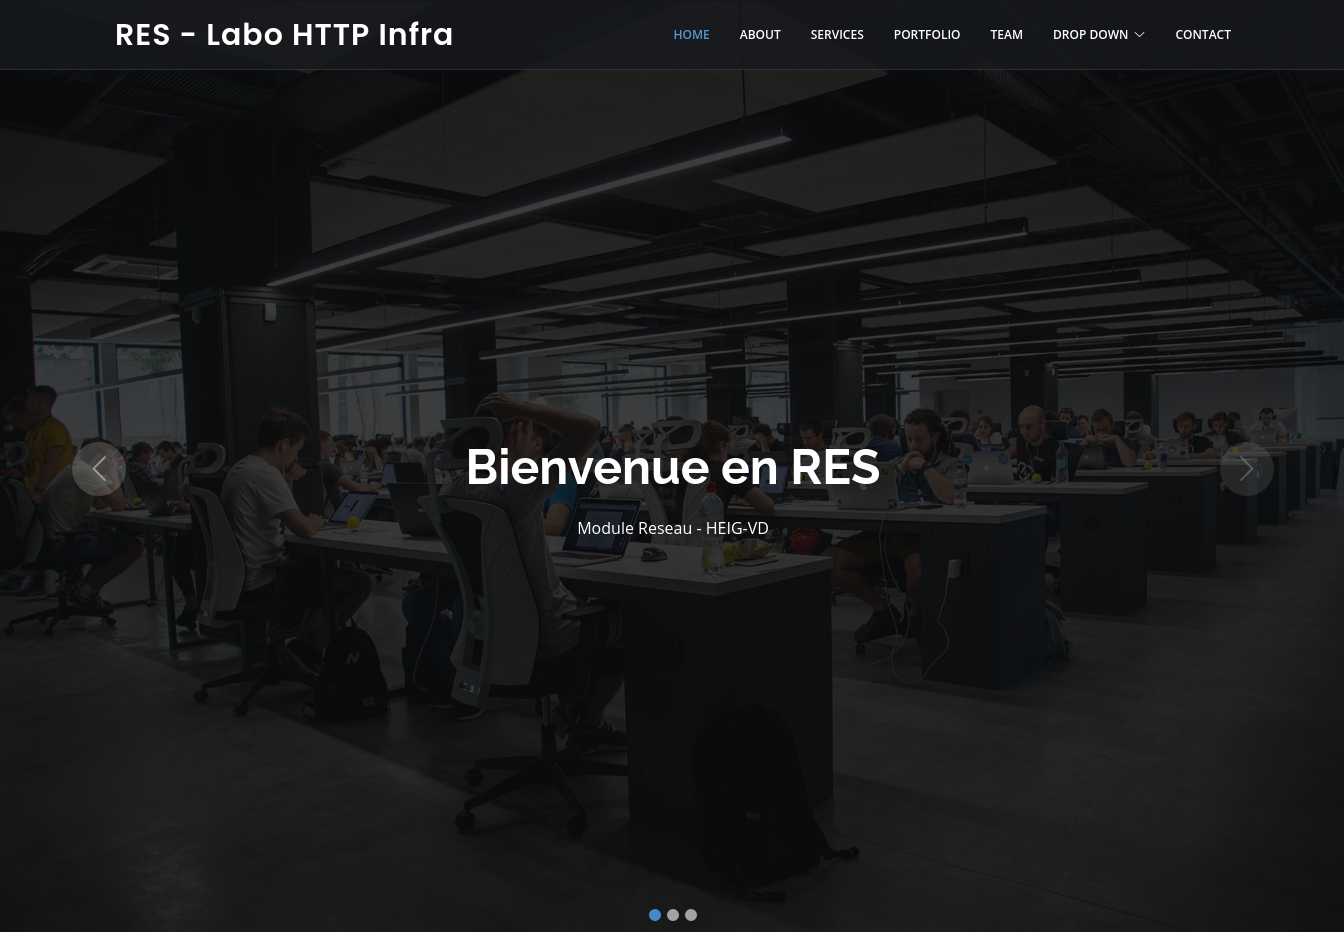 RES - Labo HTTP Infra
HOME ABOUT SERVICES PORTFOLIO TEAM DROP DOWN CONTACT
Bienvenue en RES
Module Reseau - HEIG-VD